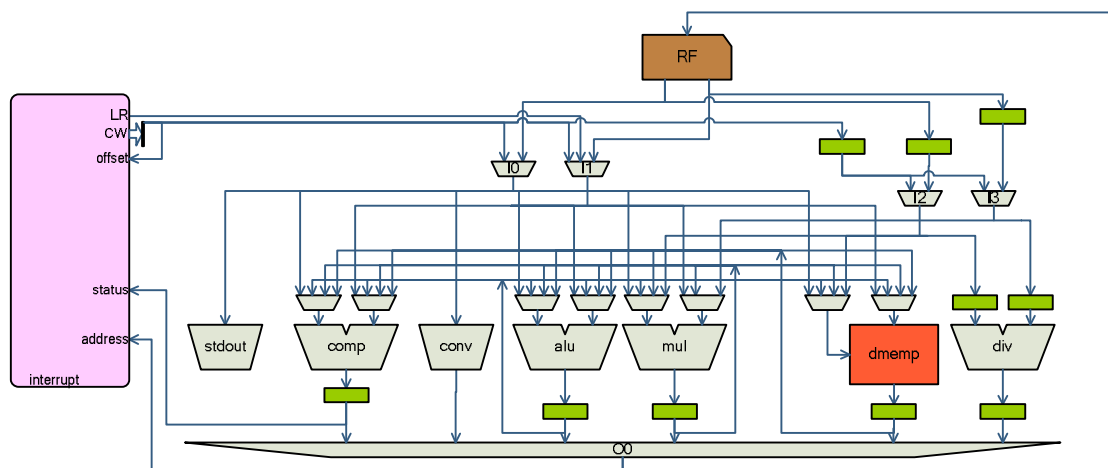 RF
LR
CW
offset
I0
I1
I2
I3
status
address
interrupt
stdout
comp
conv
alu
mul
dmemp
div
O0